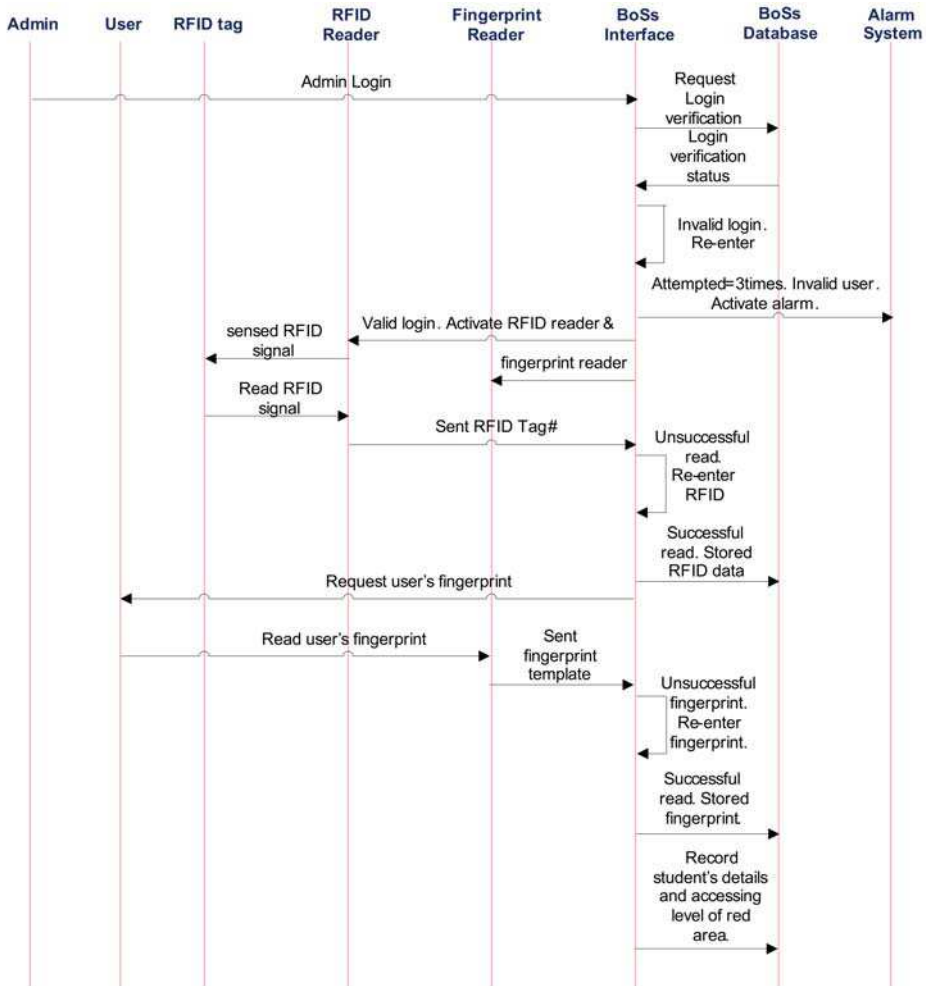 Admin
User
RFID tag
RFID
Reader
Fingerprint
Reader
BoSs
Interface
BoSs
Database
Alarm
System
Admin Login
Request
Login
verification
Login
verification
status
Invalid login.
Re-enter
Attempted=3times. Invalid user.
Activate alarm.
Valid login. Activate RFID reader &
sensed RFID
signal
fingerprint reader
Read RFID
signal
Sent RFID Tag#
Unsuccessful
read.
Re-enter
RFID
Successful
read. Stored
RFID data
Request user's fingerprint
Read user's fingerprint
Sent
fingerprint
template
Unsuccessful
fingerprint.
Re-enter
fingerprint.
Successful
read. Stored
fingerprint.
Record
student's details
and accessing
level of red
area.